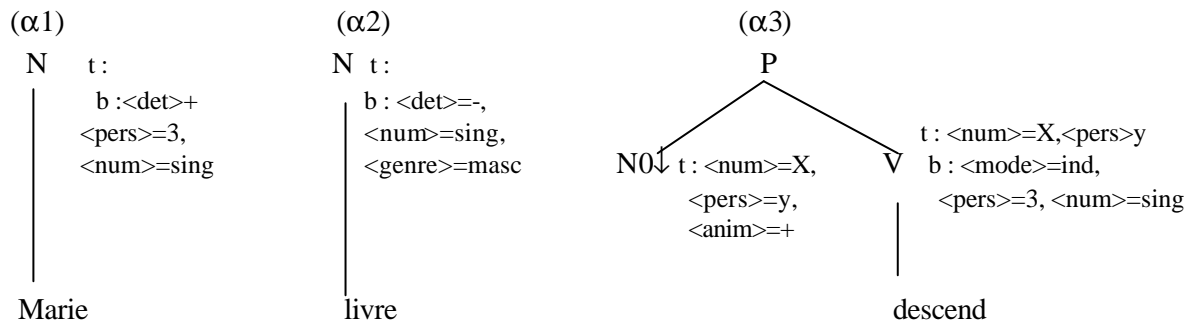 (α1) (α2) (α3)
N t :
b :<det>+
<pers>=3,
<num>=sing
Marie
N t :
b : <det>=-,
<num>=sing,
<genre>=masc
livre
P
N0↓ t : <num>=X,
<pers>=y,
<anim>=+
t : <num>=X,<pers>y
V b : <mode>=ind,
<pers>=3, <num>=sing
descend